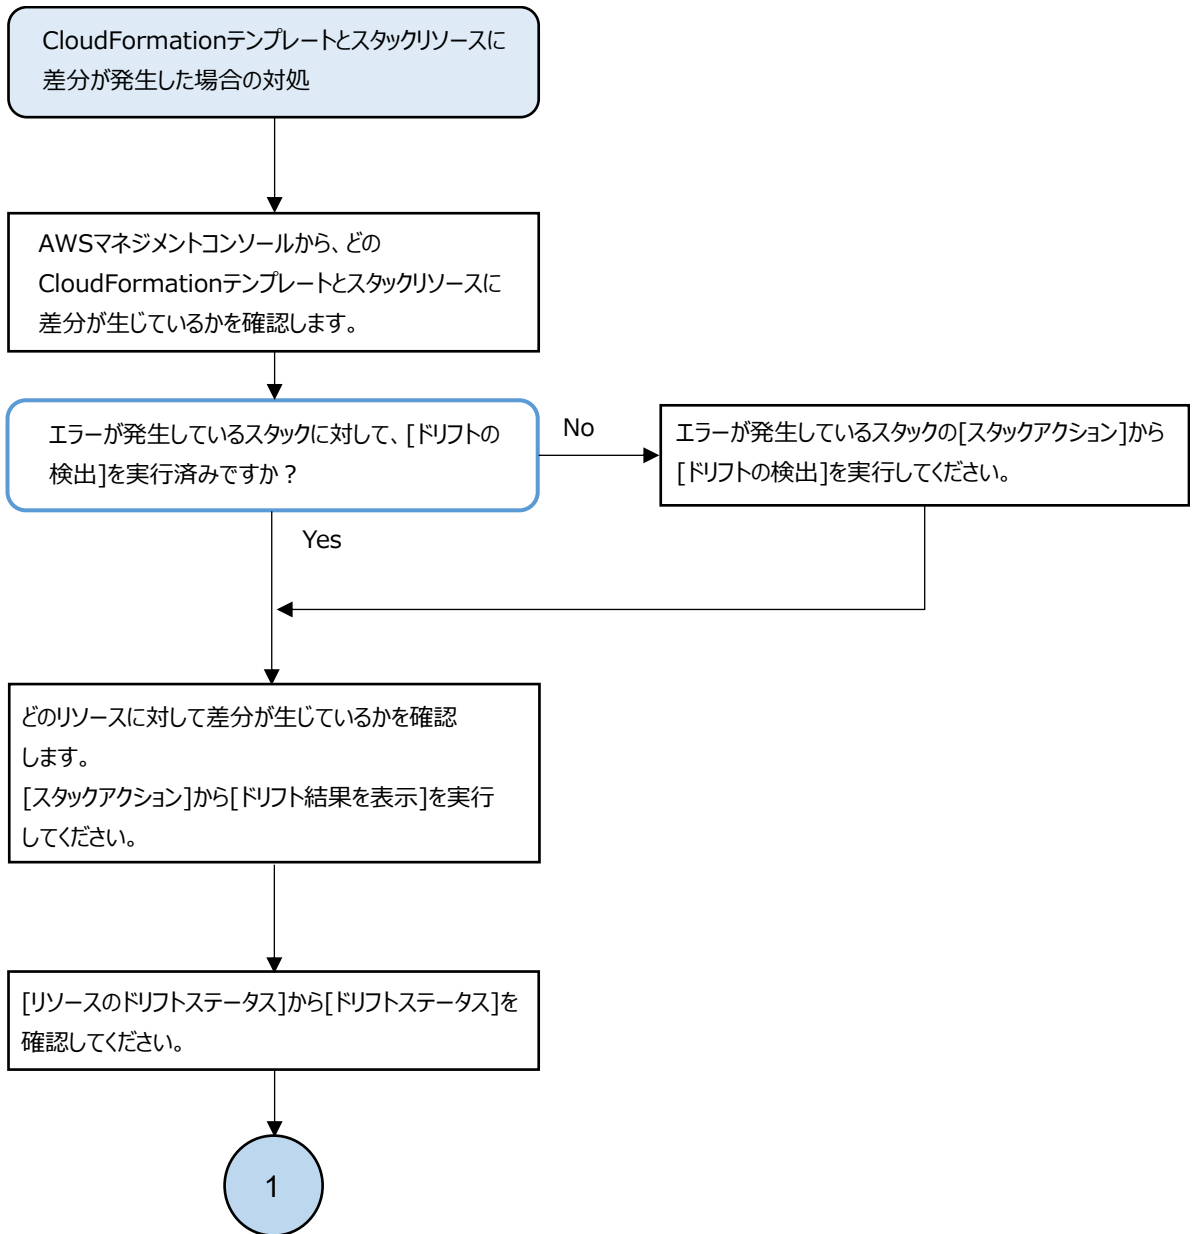 CloudFormationテンプレートとスタックリソースに
差分が発生した場合の対処
AWSマネジメントコンソールから、どの
CloudFormationテンプレートとスタックリソースに
差分が生じているかを確認します。
エラーが発生しているスタックに対して、[ドリフトの
検出]を実行済みですか？
No
エラーが発生しているスタックの[スタックアクション]から
[ドリフトの検出]を実行してください。
Yes
どのリソースに対して差分が生じているかを確認
します。
[スタックアクション]から[ドリフト結果を表示]を実行
してください。
[リソースのドリフトステータス]から[ドリフトステータス]を
確認してください。
1